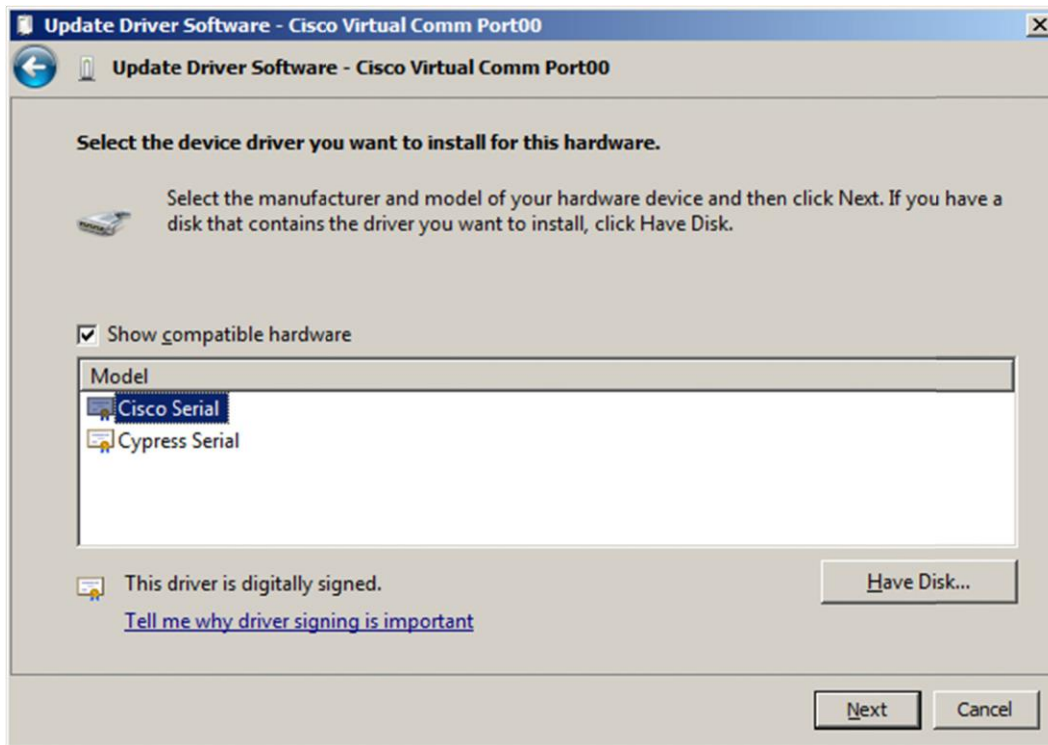 Update Driver Software - Cisco Virtual Comm Port00
Update Driver Software - Cisco Virtual Comm Port00
Select the device driver you want to install for this hardware.
Select the manufacturer and model of your hardware device and then click Next. If you have a
disk that contains the driver you want to install, click Have Disk.
Show compatible hardware
Model
Cisco Serial
Cypress Serial
This driver is digitally signed.
Have Disk...
Tell me why driver signing is important
Next
Cancel